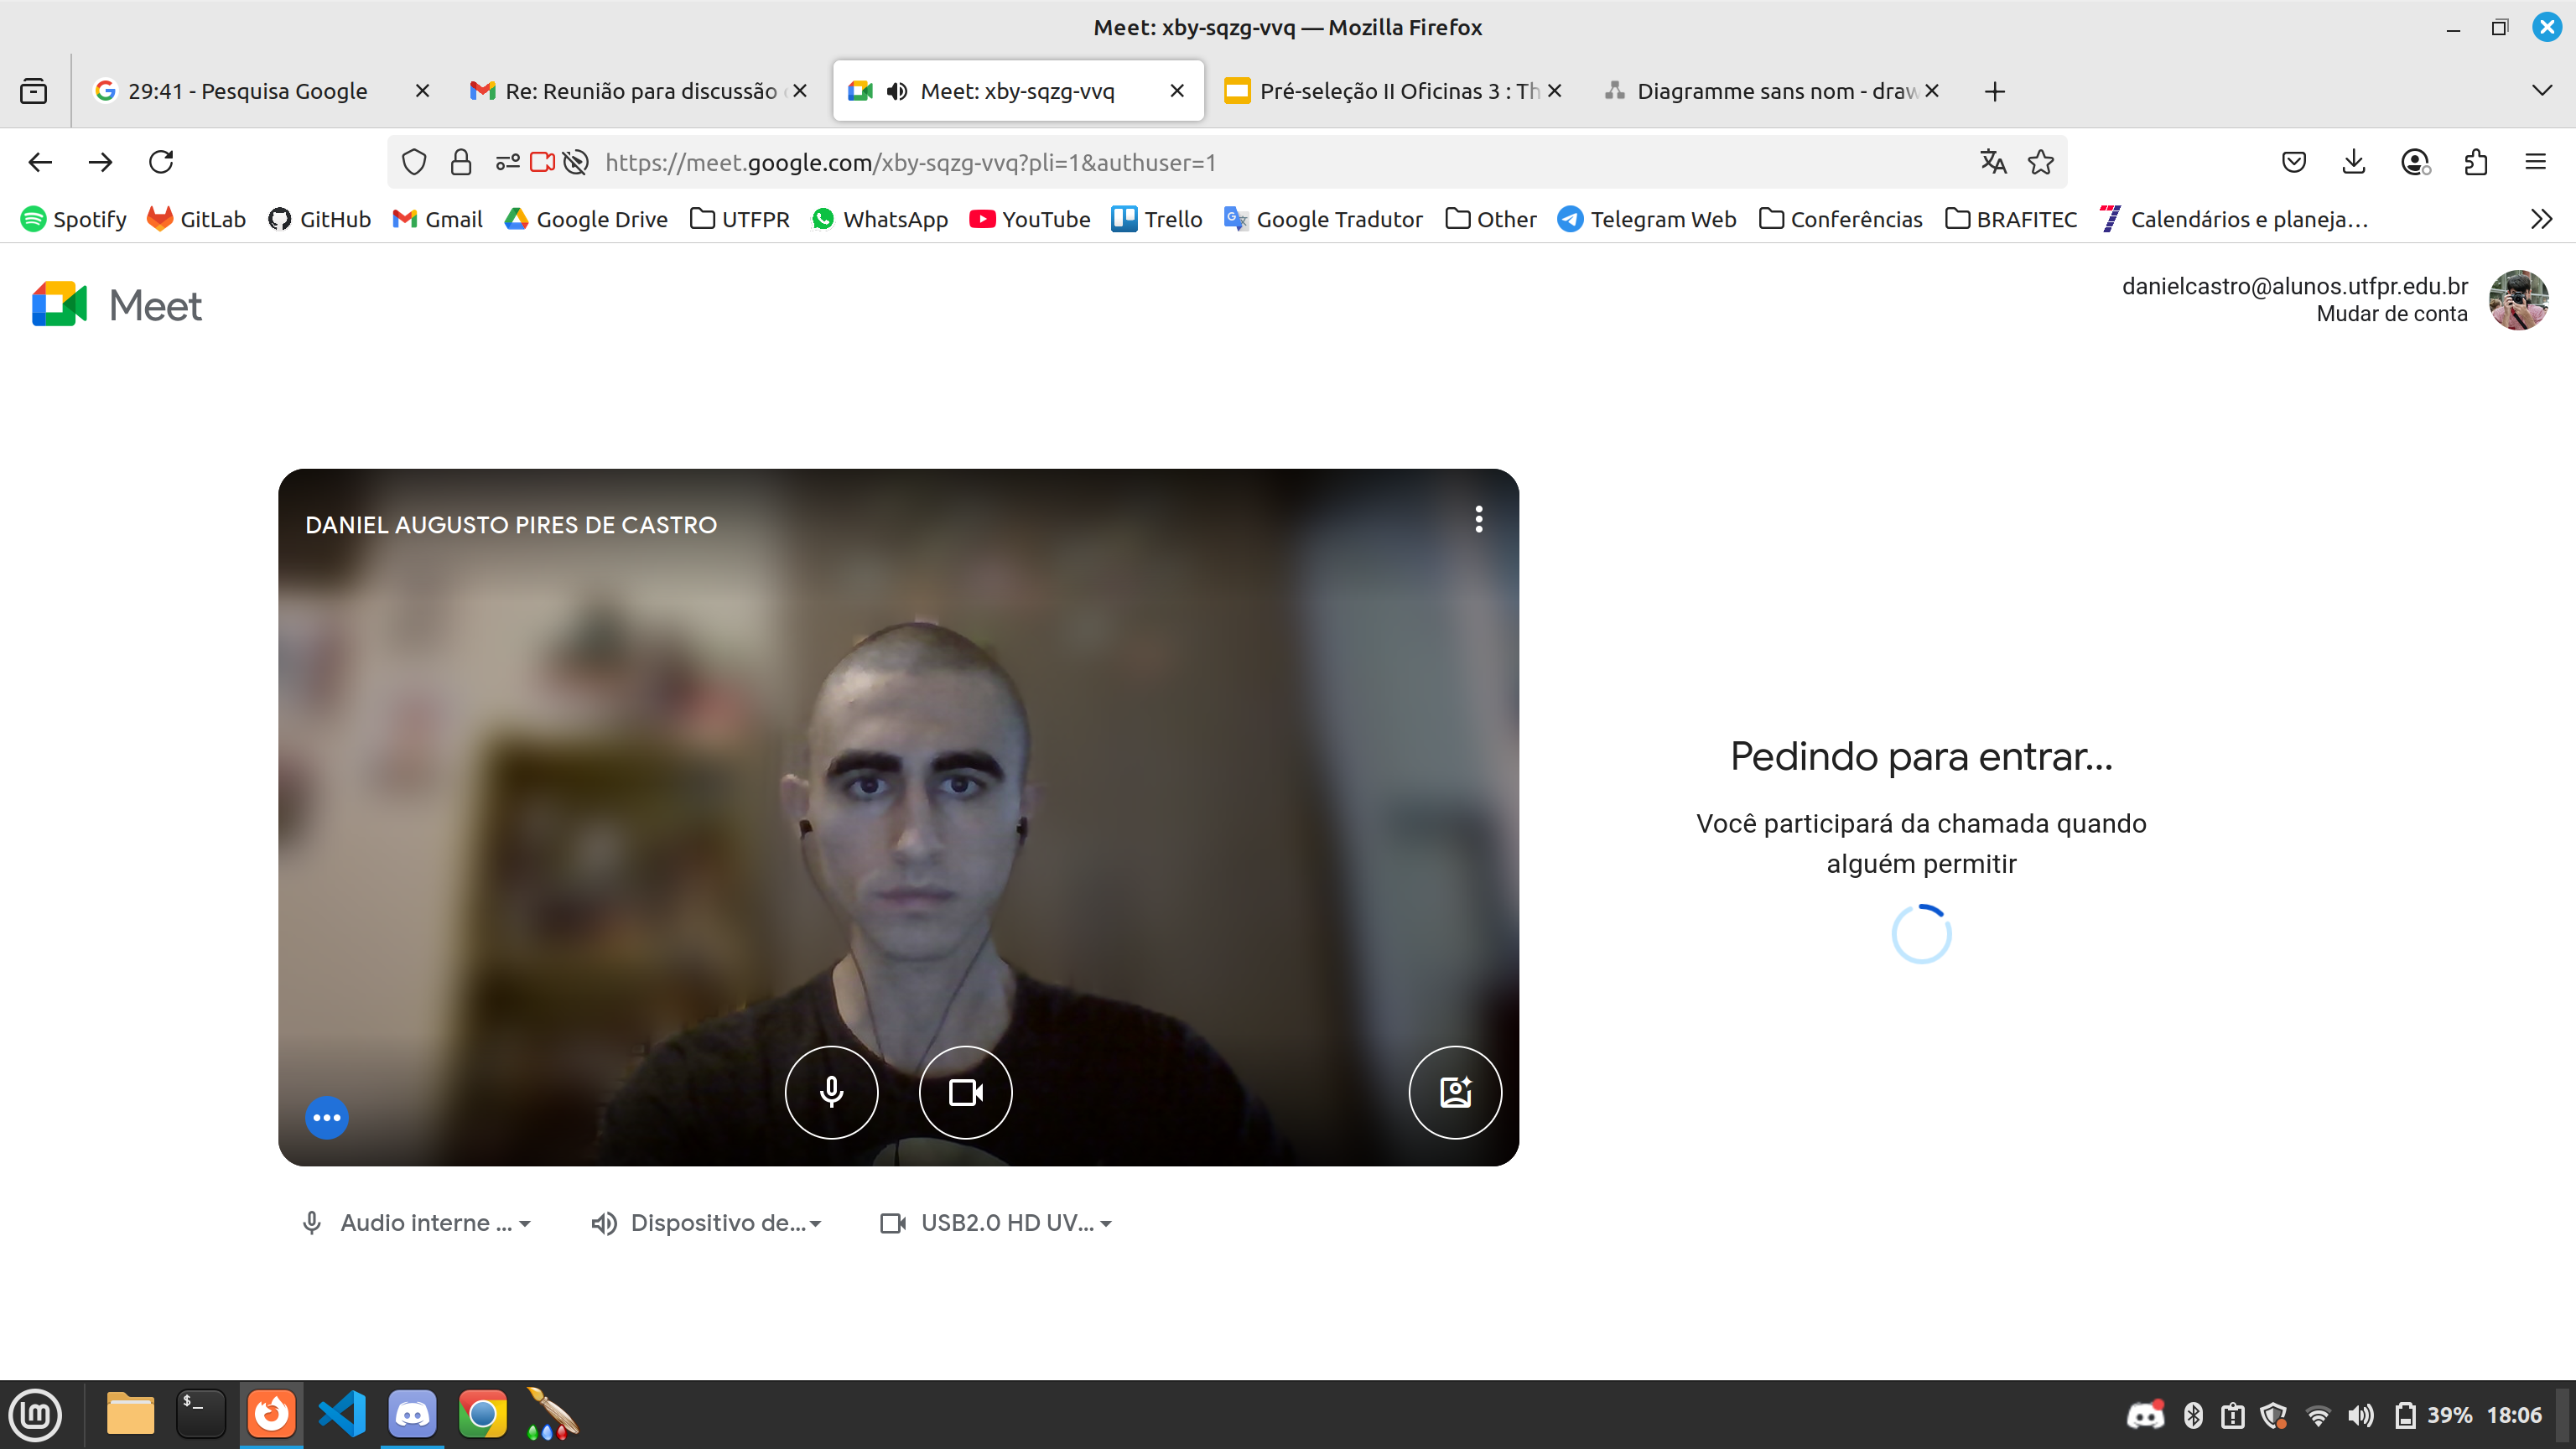 Meet: xby-sqzg-vvq — Mozilla Firefox
29:41 - Pesquisa Google
Re: Reunião para discussão
Meet: xby-sqzg-vvq
Pré-seleção II Oficinas 3 : Th
Diagramme sans nom - draw
https://meet.google.com/xby-sqzg-vvq?pli=1&authuser=1
Spotify GitLab GitHub Gmail Google Drive UTFPR WhatsApp YouTube Trello Google Tradutor Other Telegram Web Conferências BRAFITEC Calendários e planeja...
Meet
danielcastro@alunos.utfpr.edu.br
Mudar de conta
DANIEL AUGUSTO PIRES DE CASTRO
Pedindo para entrar...
Você participará da chamada quando
alguém permitir
Audio interne ... Dispositivo de... USB2.0 HD UV...
39% 18:06